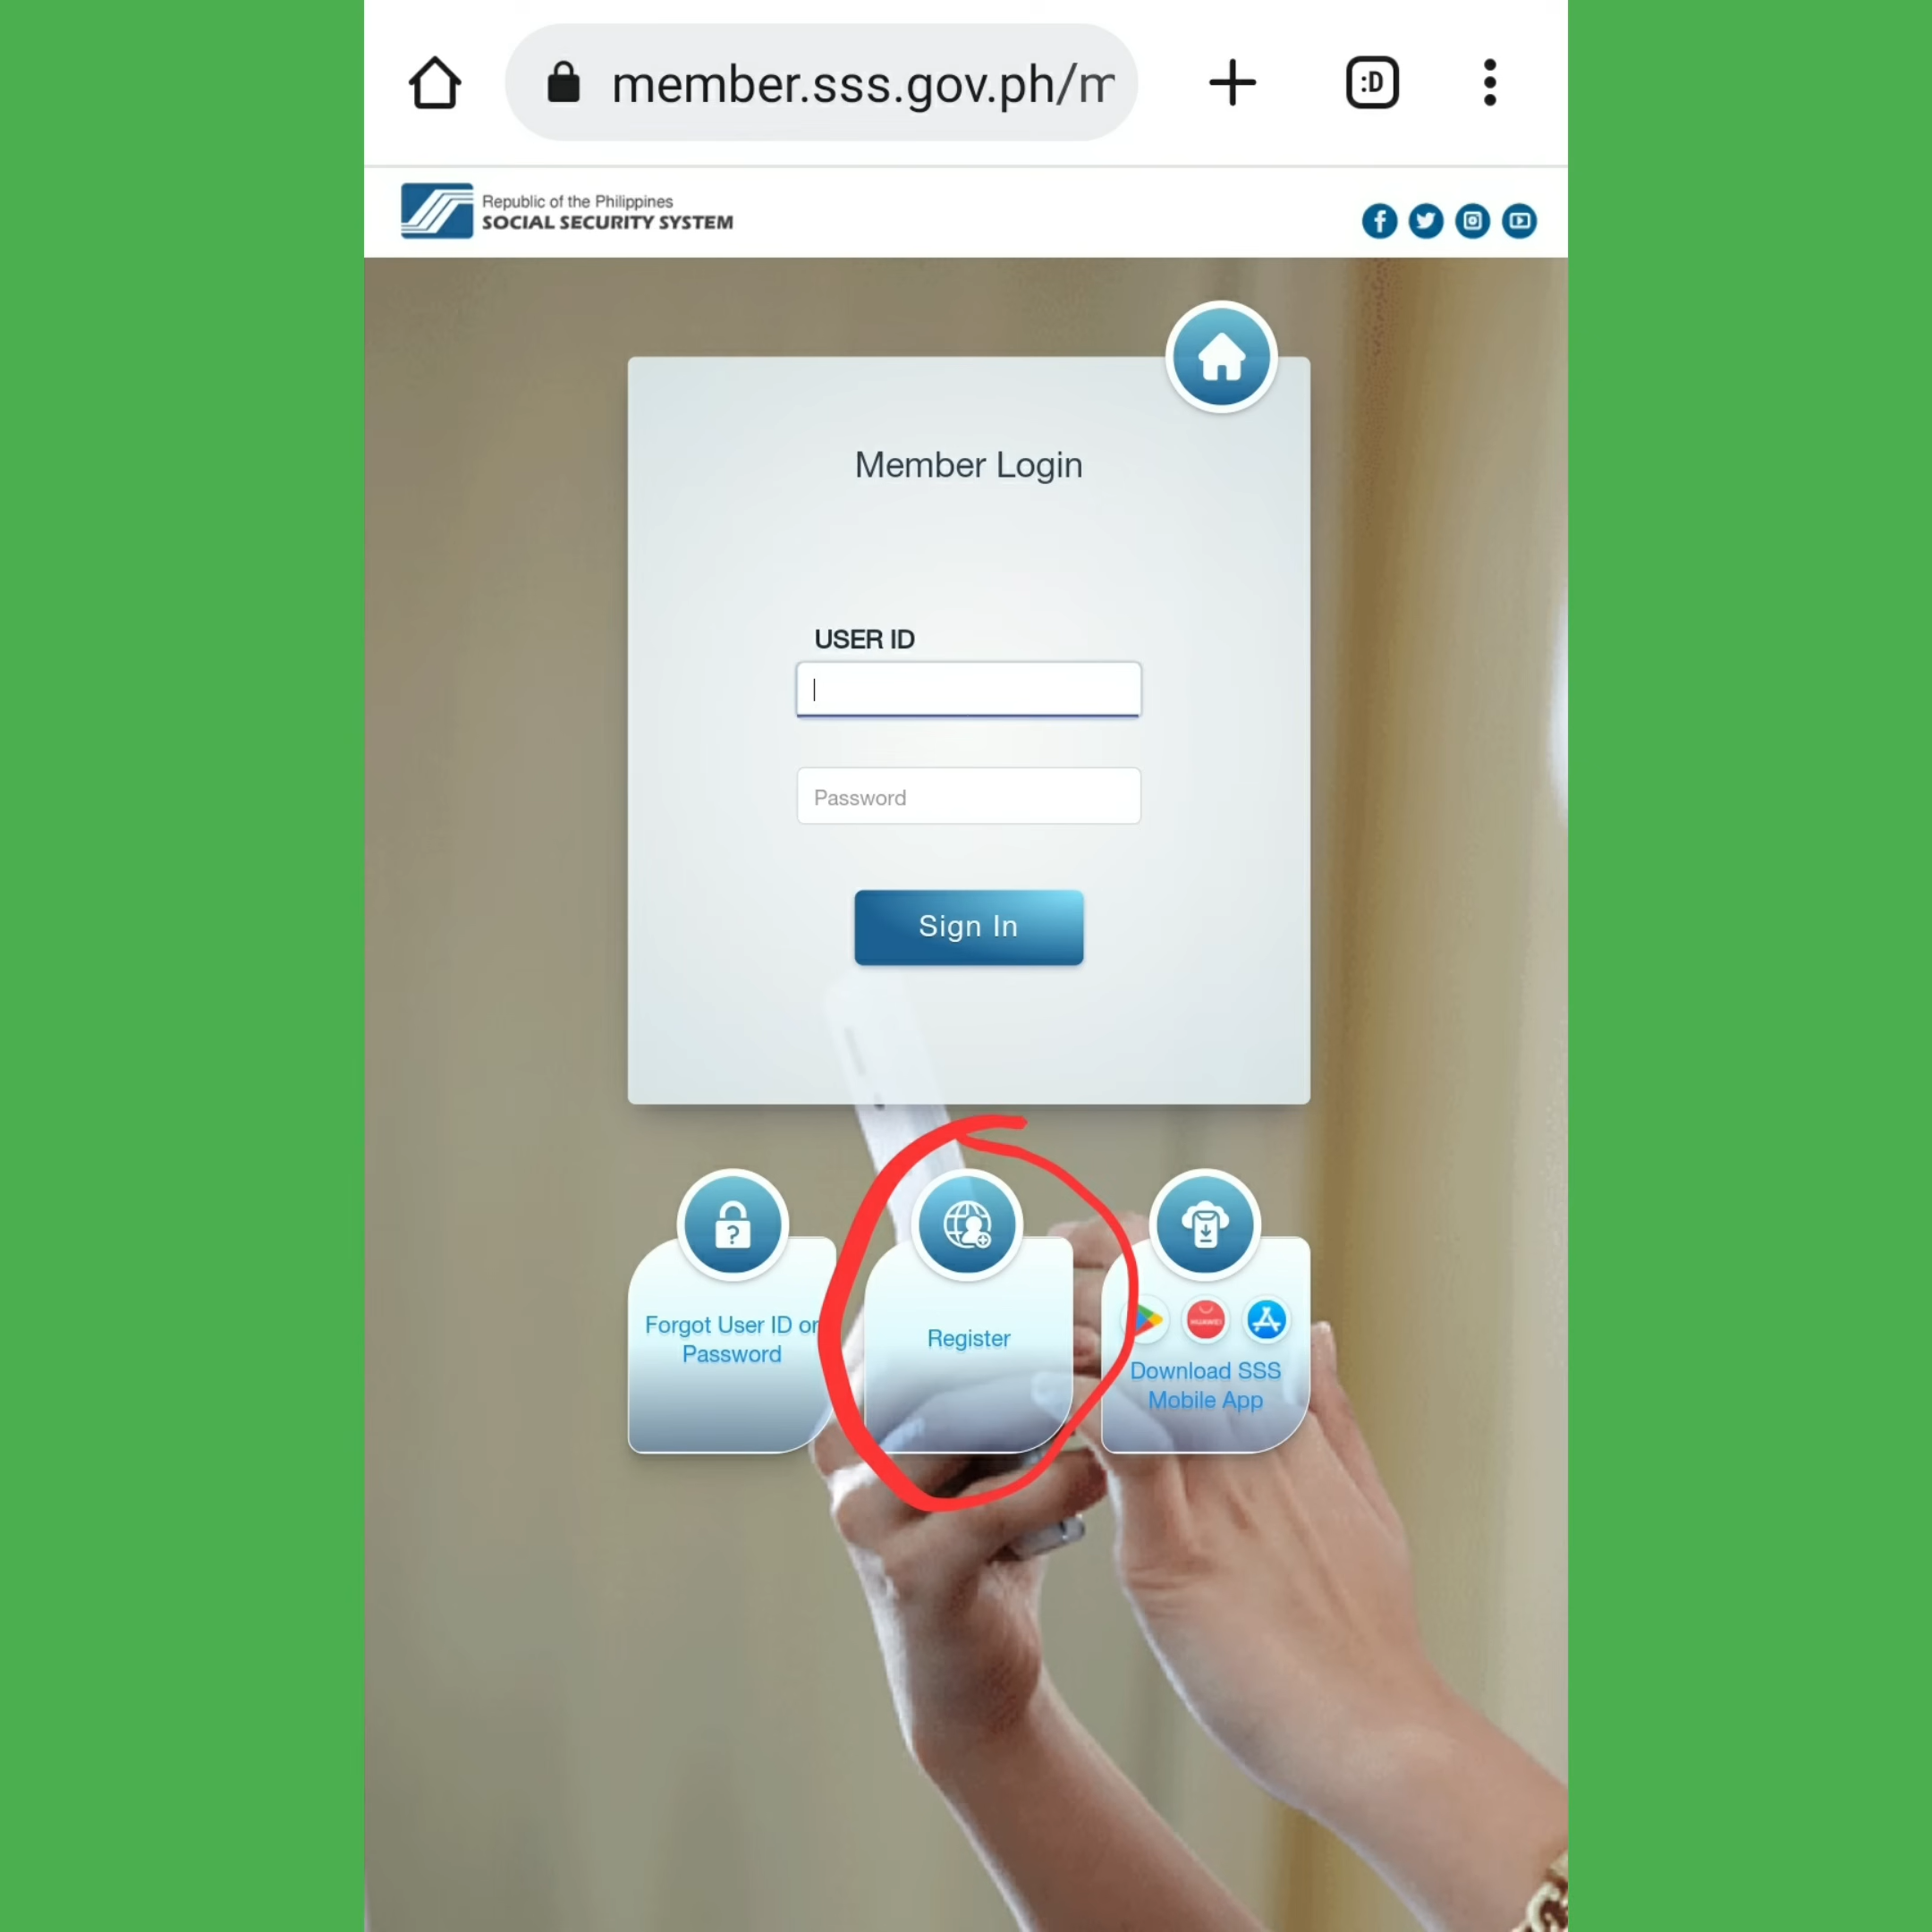 member.sss.gov.ph/m
:D
Republic of the Philippines
SOCIAL SECURITY SYSTEM
Member Login
USER ID
Password
Sign In
?
Forgot User ID or
Password
Register
HUAWEI
Download SSS
Mobile App